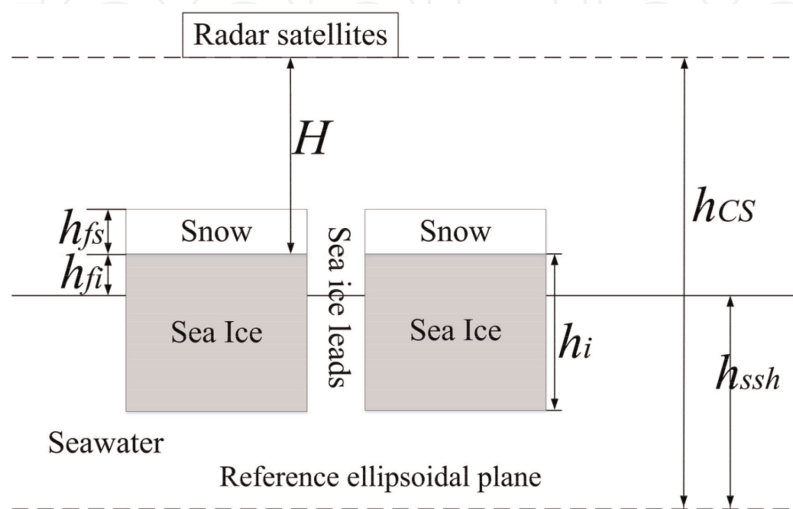 Radar satellites
H
hCS
hfs
Snow
Snow
hfi
Sea ice leads
Sea Ice
Sea Ice
hi
hssh
Seawater
Reference ellipsoidal plane